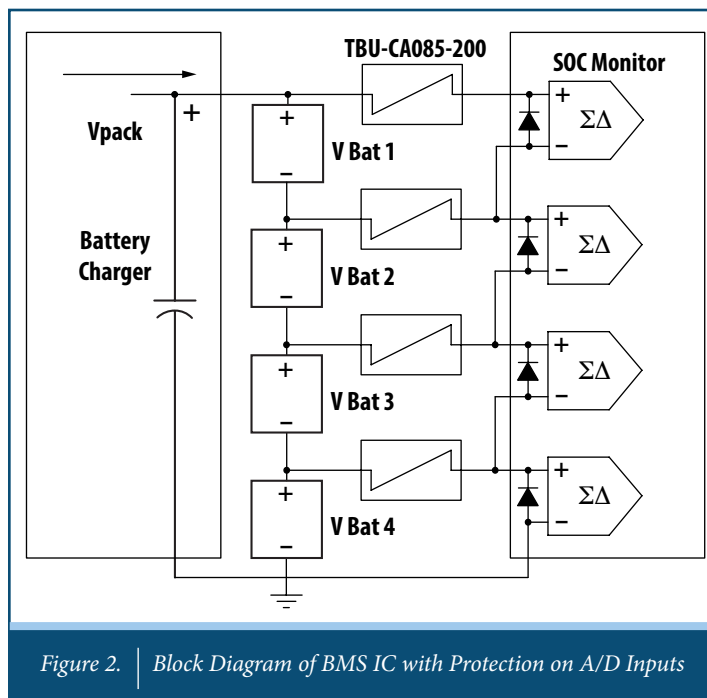 TBU-CA085-200
SOC Monitor
Vpack
+
Battery
Charger
+
V Bat 1
−
+
V Bat 2
−
+
V Bat 3
−
+
V Bat 4
−
+
ΣΔ
−
+
ΣΔ
−
+
ΣΔ
−
+
ΣΔ
−
Figure 2. | Block Diagram of BMS IC with Protection on A/D Inputs